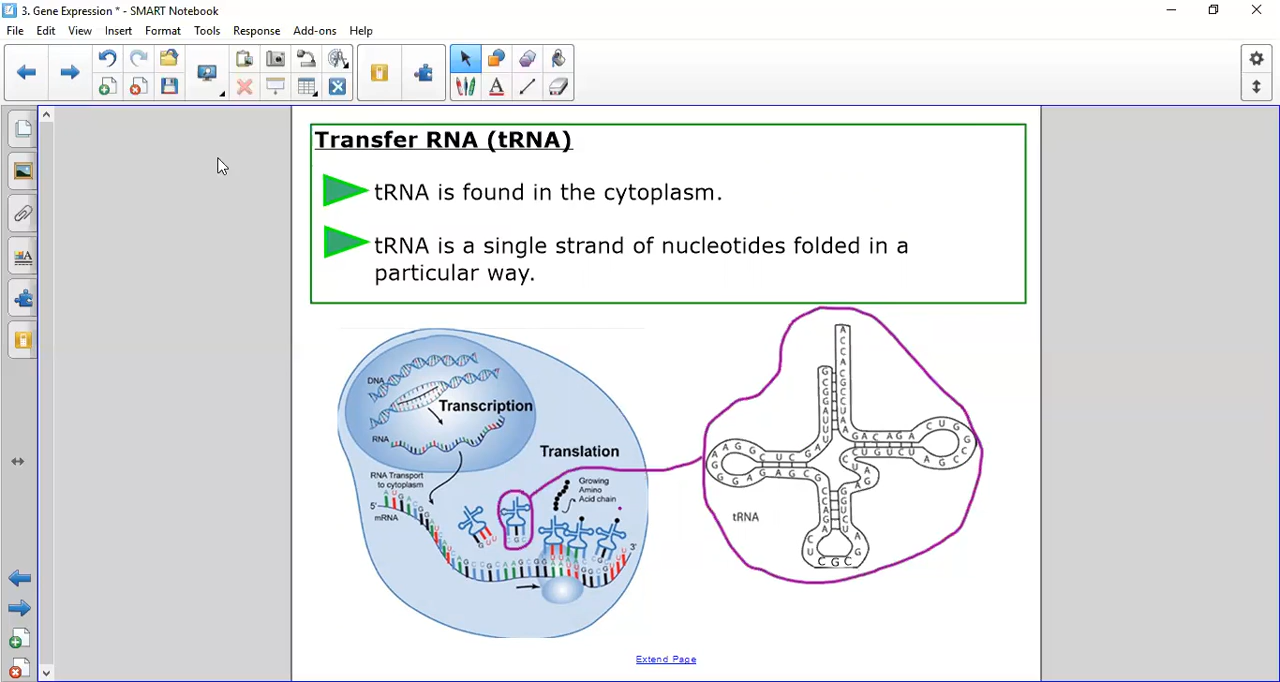 3. Gene Expression * - SMART Notebook
File Edit View Insert Format Tools Response Add-ons Help
Transfer RNA (tRNA)
tRNA is found in the cytoplasm.
tRNA is a single strand of nucleotides folded in a
particular way.
DNA
Transcription
RNA
Translation
RNA Transport
to cytoplasm
Growing
Amino
Acid chain
5'
mRNA
3'
tRNA
Extend Page